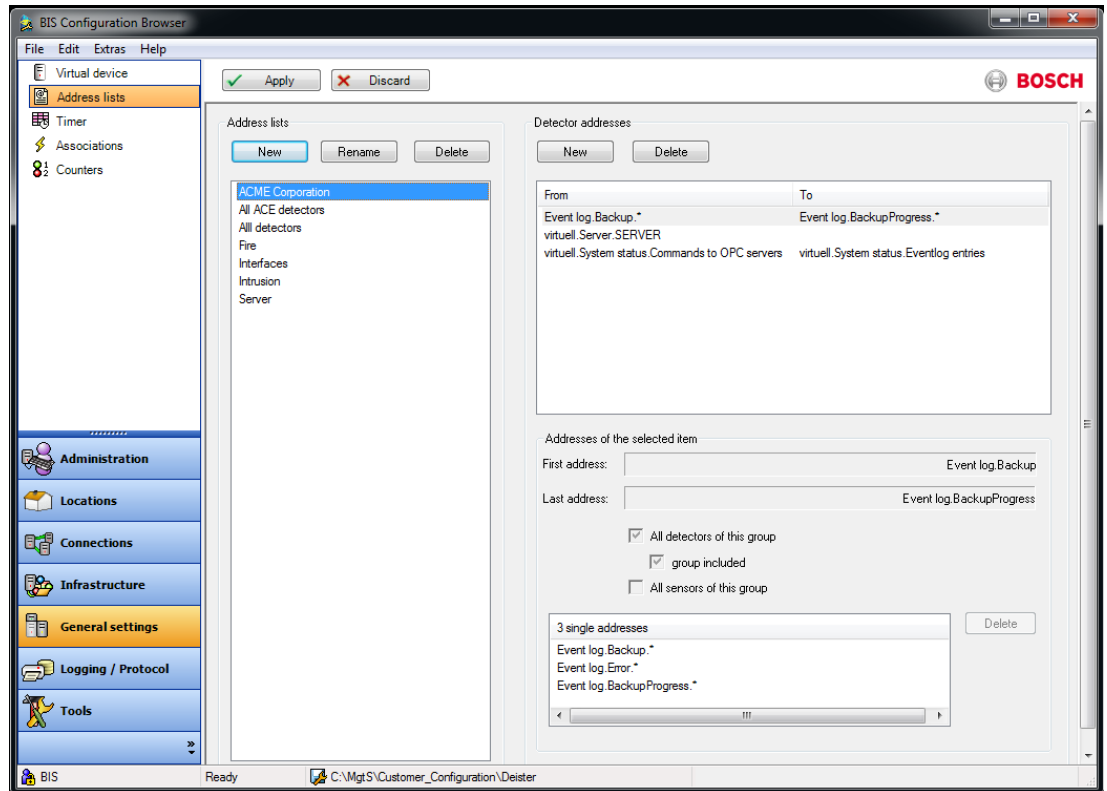 BIS Configuration Browser
File Edit Extras Help
Virtual device
Address lists
Timer
Associations
Counters
Administration
Locations
Connections
Infrastructure
General settings
Logging / Protocol
Tools
Apply Discard
BOSCH
Address lists
New Rename Delete
ACME Corporation
All ACE detectors
Alll detectors
Fire
Interfaces
Intrusion
Server
Detector addresses
New Delete
From To
Event log.Backup.* Event log.BackupProgress.*
virtuell.Server.SERVER
virtuell.System status.Commands to OPC servers virtuell.System status.Eventlog entries
Addresses of the selected item
First address: Event log.Backup
Last address: Event log.BackupProgress
All detectors of this group
group included
All sensors of this group
3 single addresses
Delete
Event log.Backup.*
Event log.Error.*
Event log.BackupProgress.*
BIS Ready C:\MgtS\Customer_Configuration\Deister